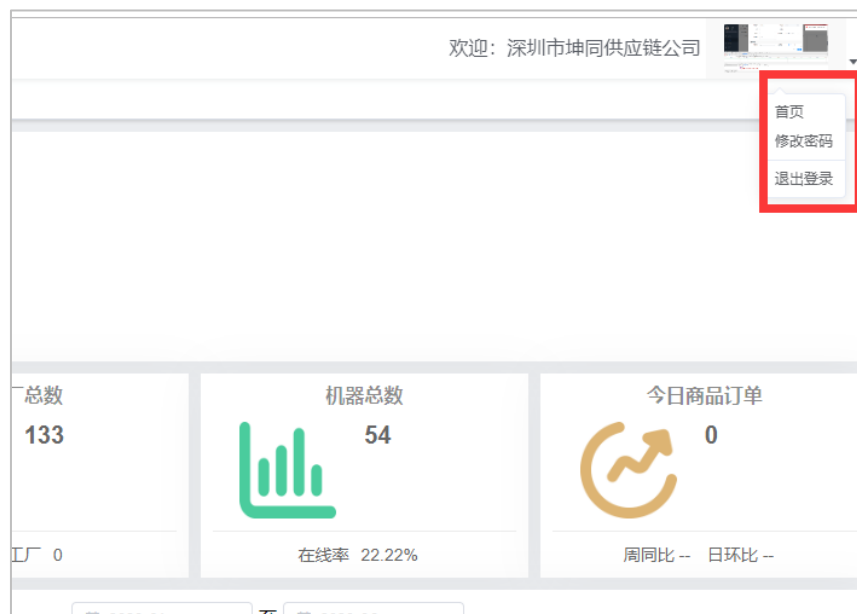 欢迎：深圳市坤同供应链公司
首页
修改密码
退出登录
总数
133
机器总数
54
今日商品订单
0
工厂 0
在线率 22.22%
周同比 -- 日环比 --
至